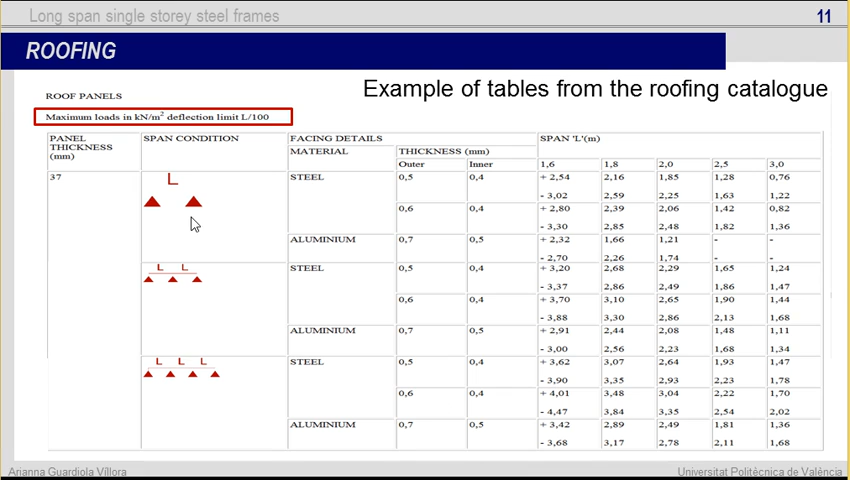 Long span single storey steel frames 11
ROOFING
Example of tables from the roofing catalogue
ROOF PANELS
Maximum loads in kN/m² deflection limit L/100
PANEL THICKNESS (mm) SPAN CONDITION FACING DETAILS SPAN 'L'(m)
MATERIAL THICKNESS (mm)
Outer Inner 1,6 1,8 2,0 2,5 3,0
37 L STEEL 0,5 0,4 + 2,54 2,16 1,85 1,28 0,76
- 3,02 2,59 2,25 1,63 1,22
0,6 0,4 + 2,80 2,39 2,06 1,42 0,82
- 3,30 2,85 2,48 1,82 1,36
ALUMINIUM 0,7 0,5 + 2,32 1,66 1,21 - -
- 2,70 2,26 1,74 - -
L L STEEL 0,5 0,4 + 3,20 2,68 2,29 1,65 1,24
- 3,37 2,86 2,49 1,86 1,47
0,6 0,4 + 3,70 3,10 2,65 1,90 1,44
- 3,88 3,30 2,86 2,13 1,68
ALUMINIUM 0,7 0,5 + 2,91 2,44 2,08 1,48 1,11
- 3,00 2,56 2,23 1,68 1,34
L L L STEEL 0,5 0,4 + 3,62 3,07 2,64 1,93 1,47
- 3,90 3,35 2,93 2,23 1,78
0,6 0,4 + 4,01 3,48 3,04 2,22 1,70
- 4,47 3,84 3,35 2,54 2,02
ALUMINIUM 0,7 0,5 + 3,42 2,89 2,49 1,81 1,36
- 3,68 3,17 2,78 2,11 1,68
Arianna Guardiola Víllora Universitat Politècnica de València